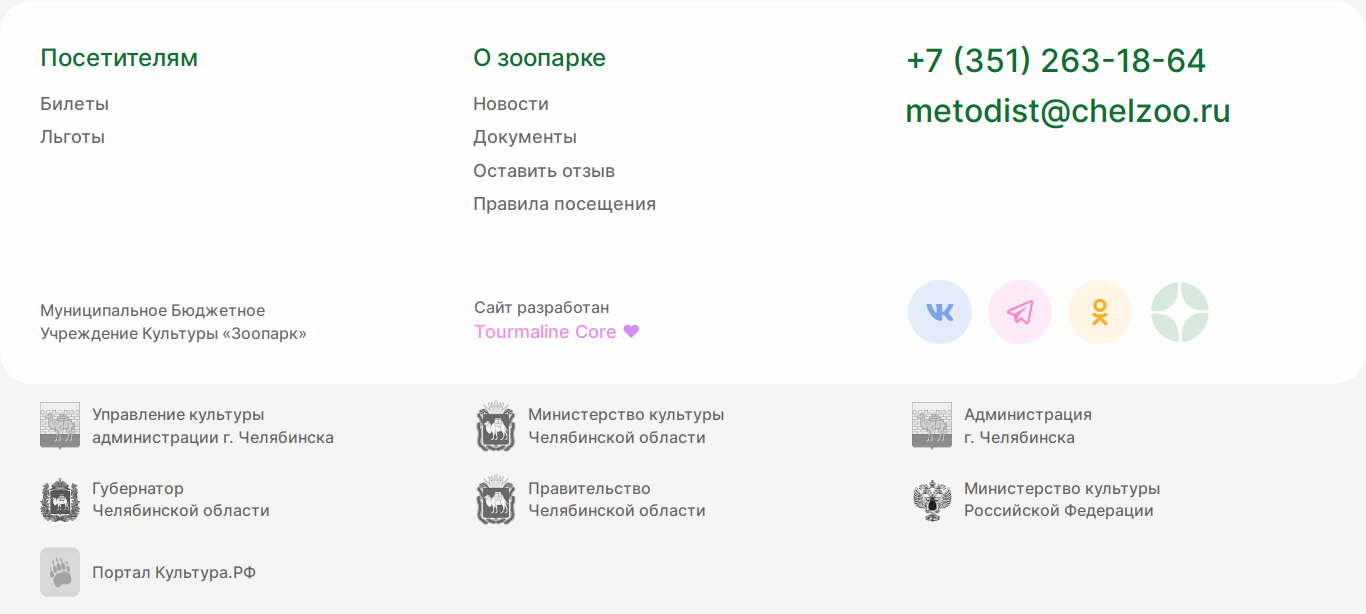 Посетителям
Билеты
Льготы
О зоопарке
Новости
Документы
Оставить отзыв
Правила посещения
+7 (351) 263-18-64
metodist@chelzoo.ru
Муниципальное Бюджетное
Учреждение Культуры «Зоопарк»
Сайт разработан
Tourmaline Core
Управление культуры
администрации г. Челябинска
Министерство культуры
Челябинской области
Администрация
г. Челябинска
Губернатор
Челябинской области
Правительство
Челябинской области
Министерство культуры
Российской Федерации
Портал Культура.РФ